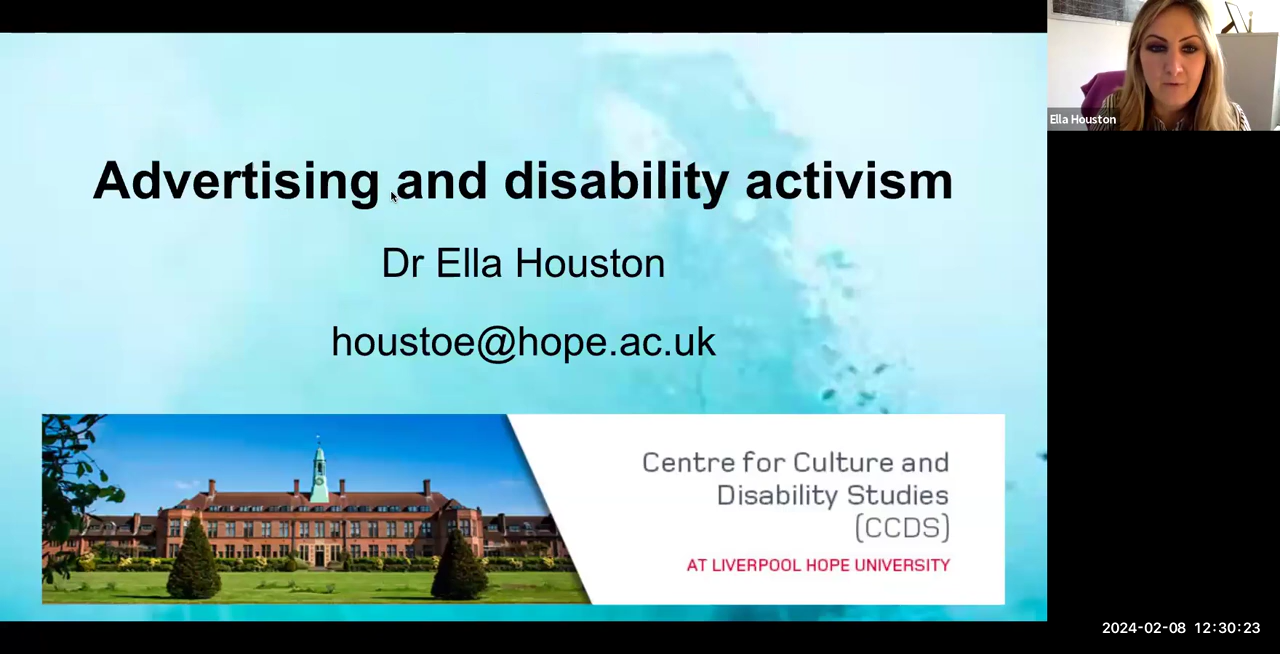 Advertising and disability activism
Dr Ella Houston
houstoe@hope.ac.uk
Centre for Culture and
Disability Studies
(CCDS)
AT LIVERPOOL HOPE UNIVERSITY
Ella Houston
2024-02-08 12:30:23